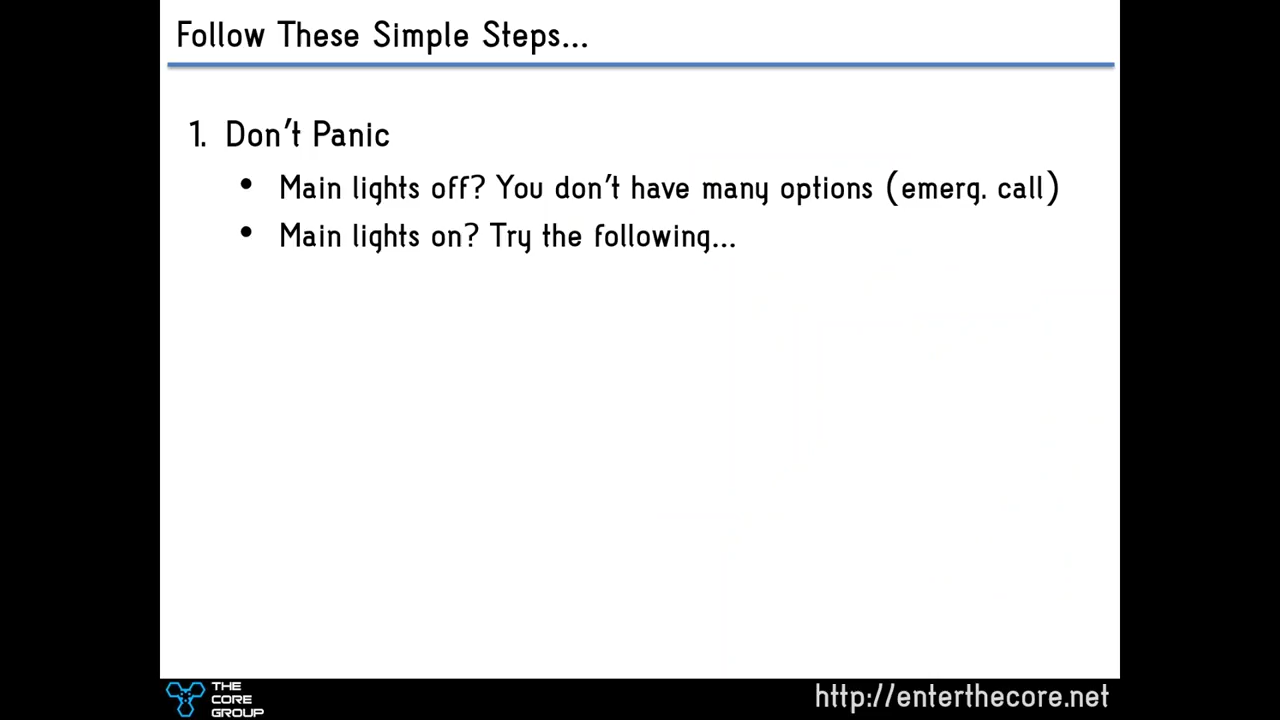 Follow These Simple Steps...
1. Don't Panic
• Main lights off? You don't have many options (emerg. call)
• Main lights on? Try the following...
THE
CORE
GROUP
http://enterthecore.net